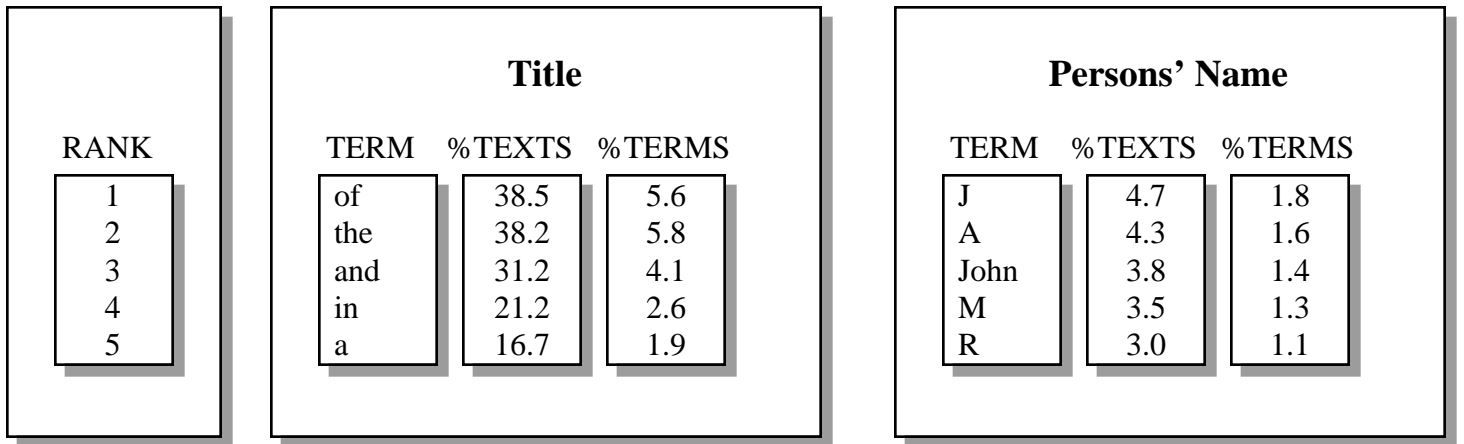 Title Persons’ Name
RANK TERM %TEXTS %TERMS TERM %TEXTS %TERMS
1 of 38.5 5.6 J 4.7 1.8
2 the 38.2 5.8 A 4.3 1.6
3 and 31.2 4.1 John 3.8 1.4
4 in 21.2 2.6 M 3.5 1.3
5 a 16.7 1.9 R 3.0 1.1